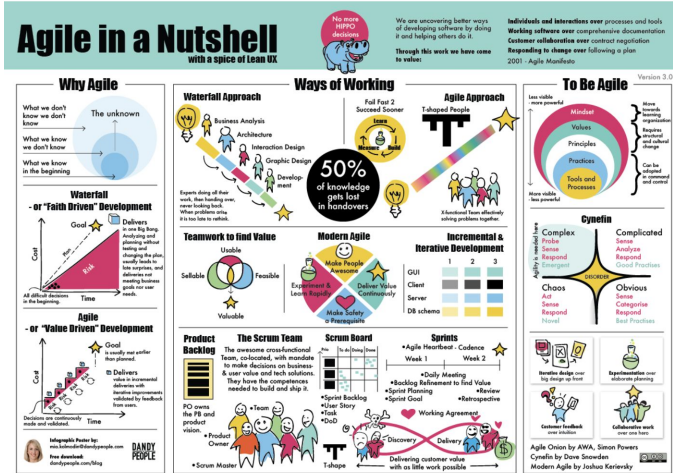 Agile in a Nutshell
with a spice of Lean UX
No more
HIPPO
decisions
We are uncovering better ways
of developing software by doing
it and helping others do it.
Through this work we have come
to value:
Individuals and interactions over processes and tools
Working software over comprehensive documentation
Customer collaboration over contract negotiation
Responding to change over following a plan
2001 - Agile Manifesto
Version 3.0
Why Agile
What we don't
know we don't
know
What we know
we don't know
What we know
in the beginning
The unknown
Waterfall
- or "Faith Driven" Development
Cost
Goal
Plan
Risk
Time
Delivers
in one Big Bang.
Analyzing and
planning without
testing and
changing the plan,
usually leads to
late surprises, and
deliveries not
meeting business
goals nor user
needs.
All difficult decisions
in the beginning.
Agile
- or "Value Driven" Development
Cost
Goal
is usually met earlier
than planned.
Delivers
value in incremental
deliveries with
iterative improvements
validated by feedback
from users.
Time
Decisions are continuously
made and validated.
Infographic Poster by:
mia.kolmodin@dandypeople.com
Free download:
dandypeople.com/blog
DANDY
PEOPLE
Ways of Working
Waterfall Approach
Business Analysis
Architecture
Interaction Design
Graphic Design
Develop-
ment
Experts doing all their
work, then handing over,
never looking back.
When problems arise
it is too late to rethink.
Fail Fast 2
Succeed Sooner
Learn
Measure
Build
50%
of knowledge
gets lost
in handovers
Agile Approach
T-shaped People
X-functional Team effectively
solving problems together.
Teamwork to find Value
Usable
Sellable
Feasible
Valuable
Modern Agile
Make People
Awesome
Experiment &
Learn Rapidly
Deliver Value
Continuously
Make Safety
a Prerequisite
Incremental &
Iterative Development
1 2 3
GUI
Client
Server
DB schema
Product
Backlog
PO owns
the PB and
product
vision.
The Scrum Team
The awesome cross-functional
Team, co-located, with mandate
to make decisions on business-
& user value and tech solutions.
They have the competences
needed to build and ship it.
•Team
•Product
Owner
•Scrum Master
T-shape
Scrum Board
Prio. To do Doing Done
•Sprint Backlog
•User Story
•Task
•DoD
Sprints
•Agile Heartbeat - Cadence
Week 1 Week 2
•Daily Meeting
•Backlog Refinement to find Value
•Sprint Planning •Review
•Sprint Goal •Retrospective
Working Agreement
Discovery
Delivery
Delivering customer value
with as little work possible
To Be Agile
Less visible
- more powerful
Mindset
Values
Principles
Practices
Tools and
Processes
More visible
- less powerful
Move
towards
learning
organisation
Requires
structural and
cultural
change
Can be
adopted
in command
and control
Cynefin
Agility is needed here
Complex
Probe
Sense
Respond
Emergent
Complicated
Sense
Analyze
Respond
Good Practices
DISORDER
Chaos
Act
Sense
Respond
Novel
Obvious
Sense
Categorise
Respond
Best Practices
Iterative design over
big design up front
Experimentation over
elaborate planning
Customer feedback
over intuition
Collaborative work
over one hero
Agile Onion by AWA, Simon Powers
Cynefin by Dave Snowden
Modern Agile by Joshua Keriesky